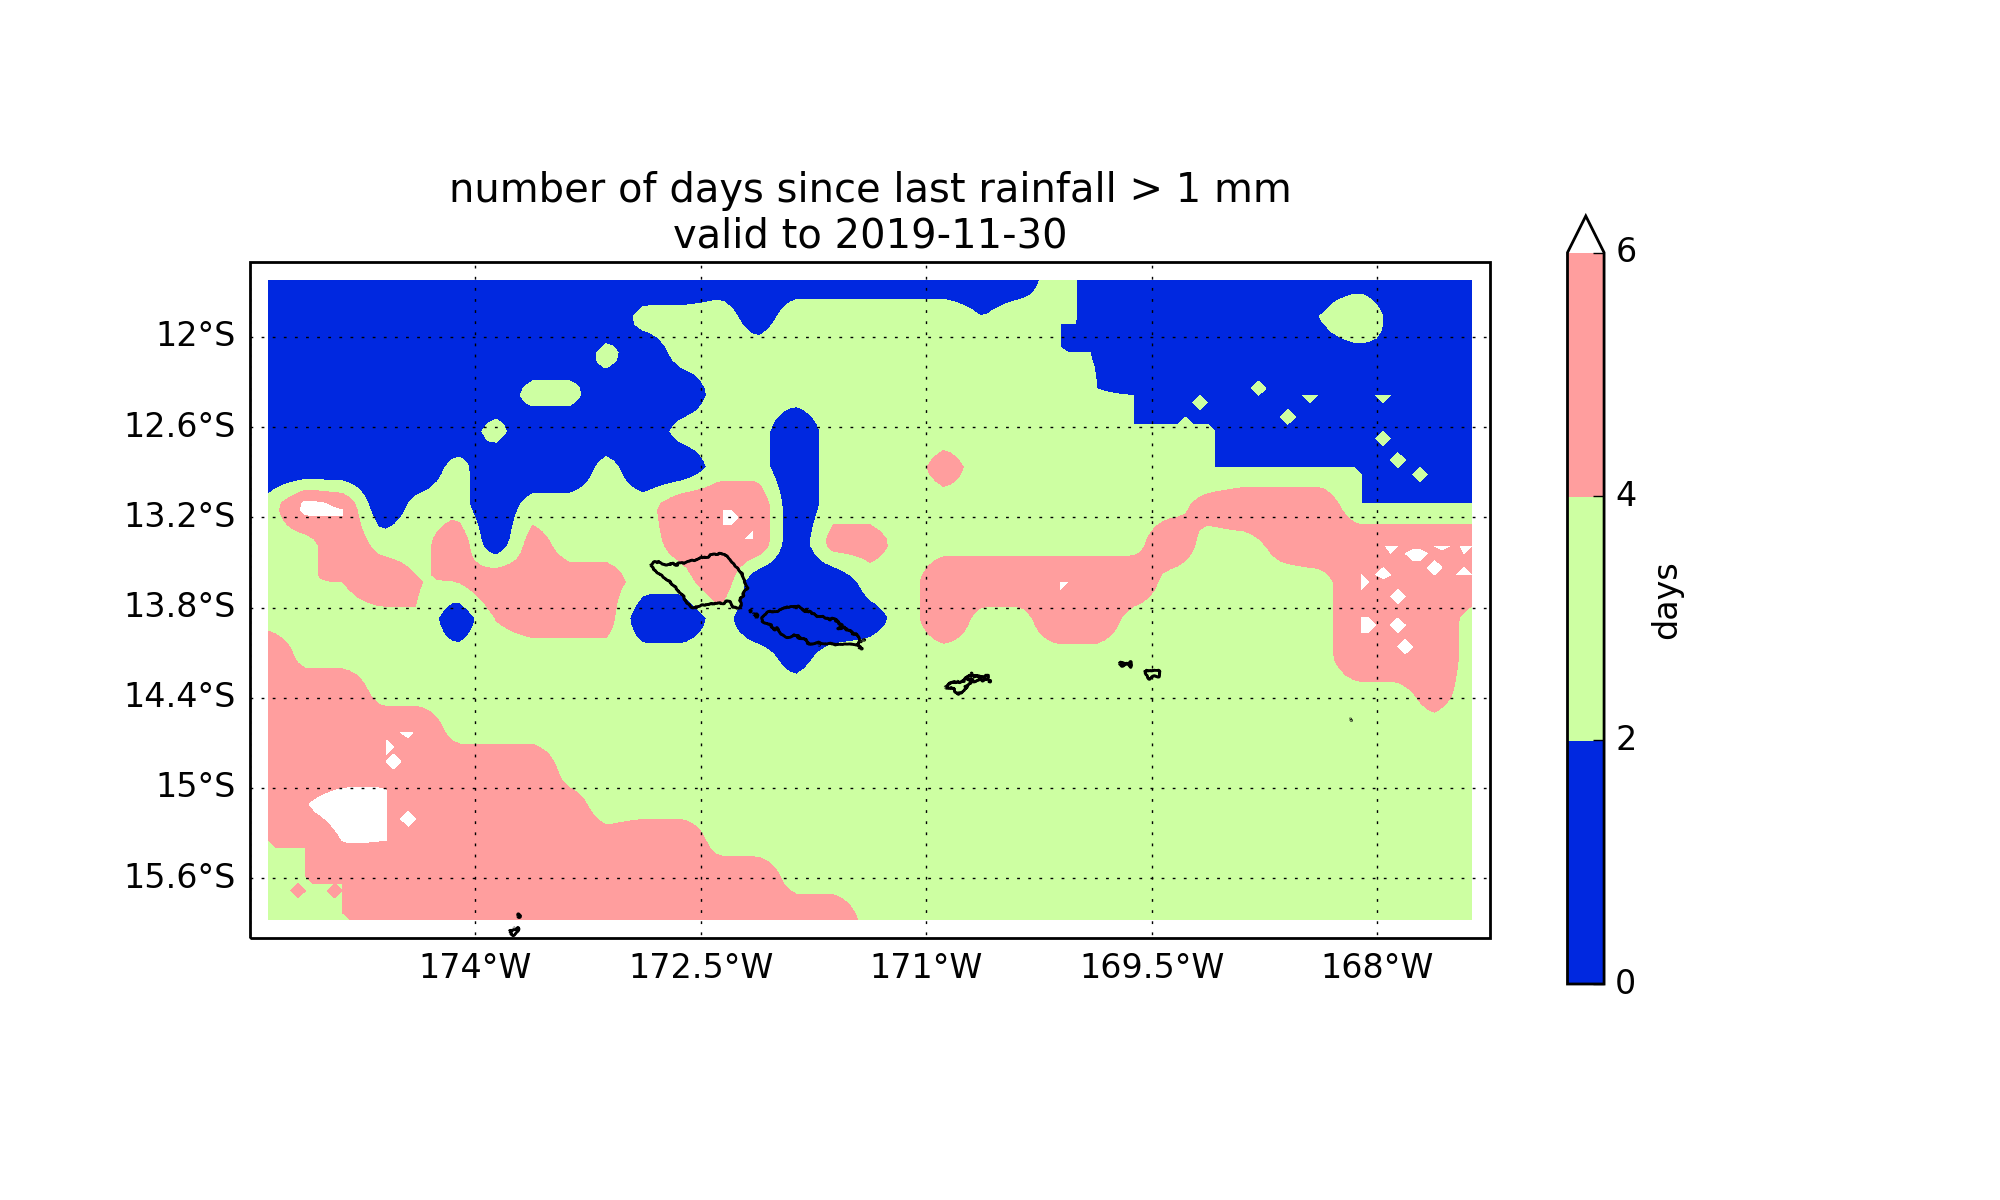 number of days since last rainfall > 1 mm
valid to 2019-11-30
12°S
12.6°S
13.2°S
13.8°S
14.4°S
15°S
15.6°S
174°W
172.5°W
171°W
169.5°W
168°W
6
4
2
0
days